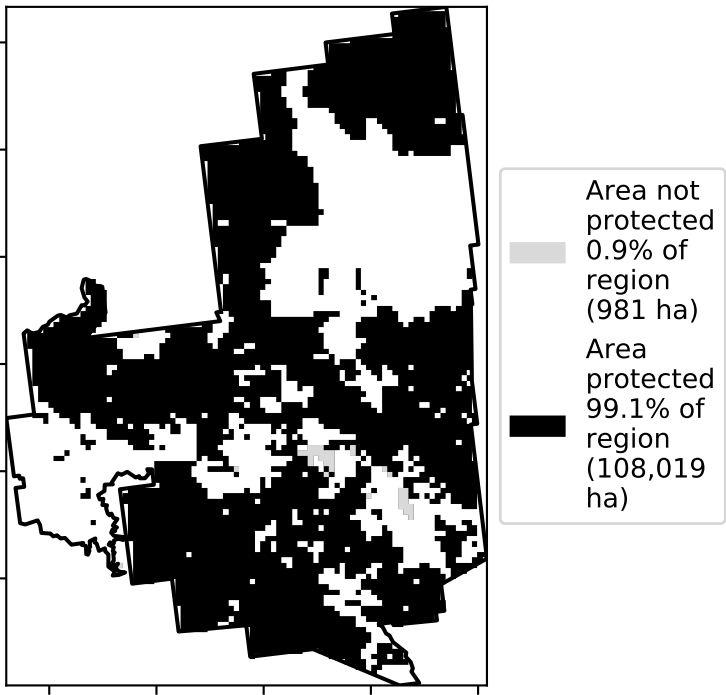 Area not
protected
0.9% of
region
(981 ha)
Area
protected
99.1% of
region
(108,019
ha)